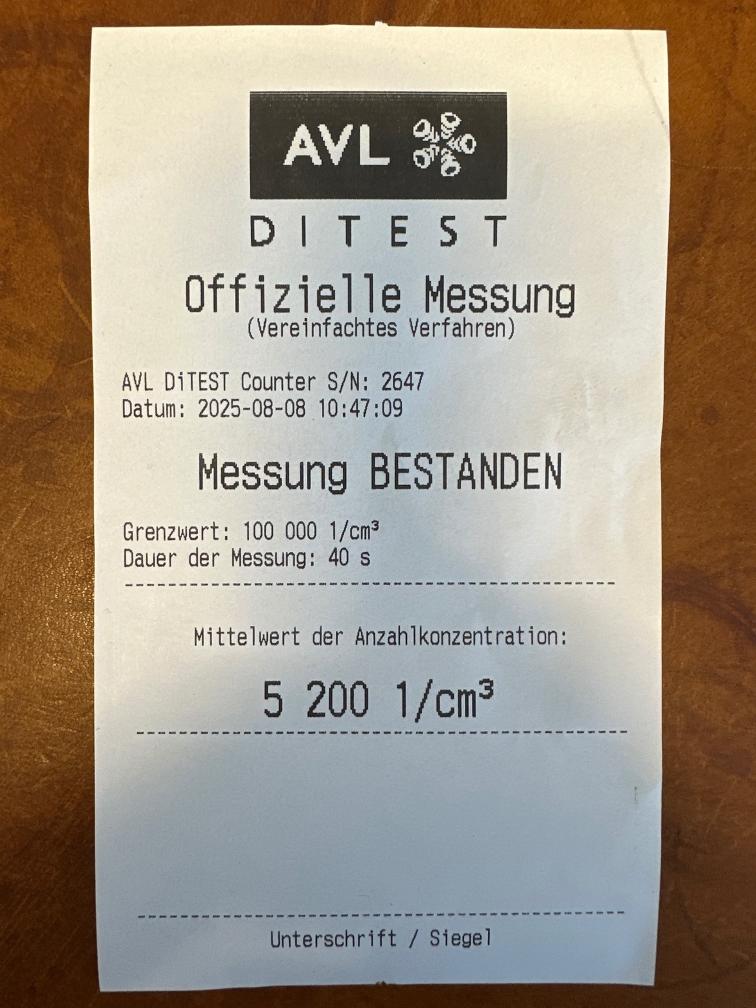 AVL
DITEST
Offizielle Messung
(Vereinfachtes Verfahren)
AVL DiTEST Counter S/N: 2647
Datum: 2025-08-08 10:47:09
Messung BESTANDEN
Grenzwert: 100 000 1/cm³
Dauer der Messung: 40 s
Mittelwert der Anzahlkonzentration:
5 200 1/cm³
Unterschrift / Siegel